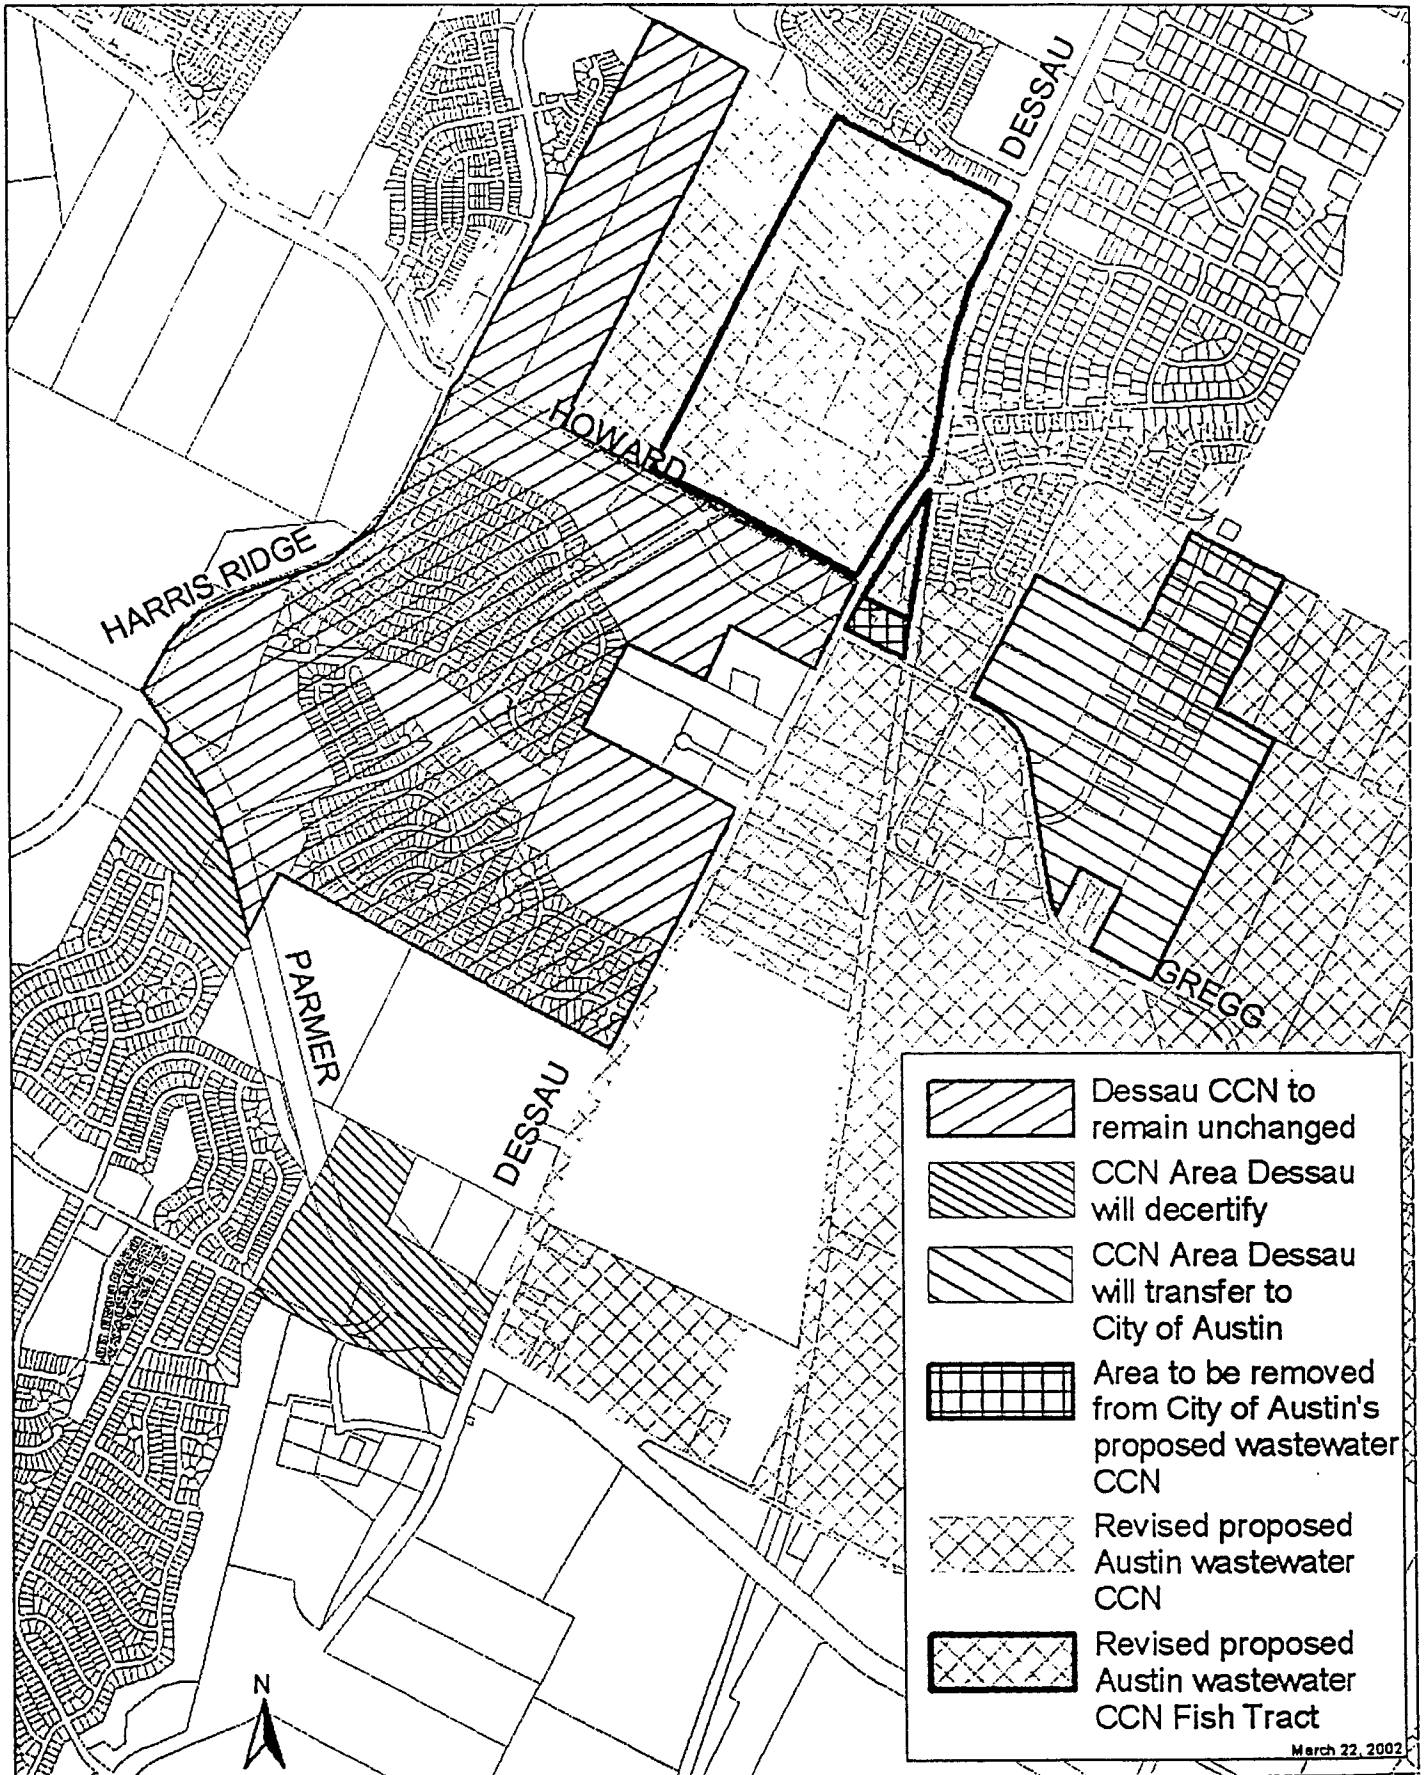 DESSAU
HOWARD
HARRIS RIDGE
PARMER
GREGG
DESSAU
Dessau CCN to
remain unchanged
CCN Area Dessau
will decertify
CCN Area Dessau
will transfer to
City of Austin
Area to be removed
from City of Austin's
proposed wastewater
CCN
Revised proposed
Austin wastewater
CCN
Revised proposed
Austin wastewater
CCN Fish Tract
March 22, 2002
N